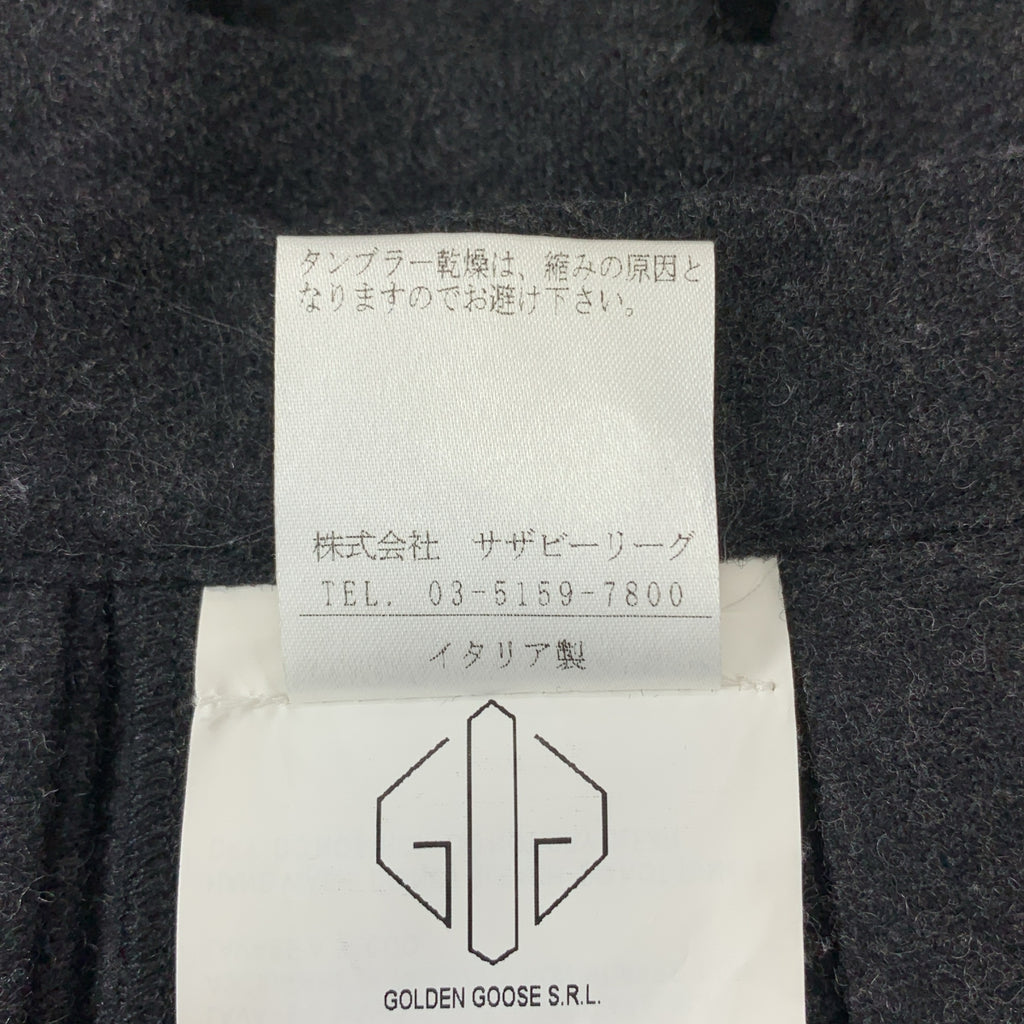 タンブラー乾燥は、縮みの原因と
なりますのでお避け下さい。
株式会社 サザビーリーグ
TEL. 03-5159-7800
イタリア製
GOLDEN GOOSE S.R.L.